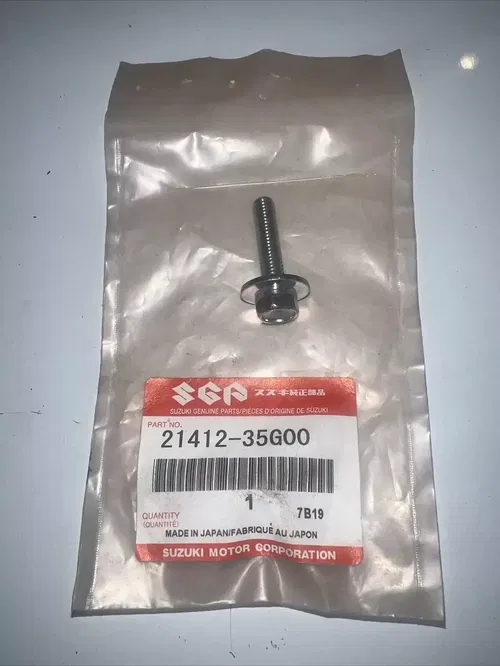 SGP スズキ純正部品
SUZUKI GENUINE PARTS/PIECES D'ORIGINE DE SUZUKI
PART NO.
21412-35G00
1 7B19
QUANTITY
(QUANTITÉ)
MADE IN JAPAN/FABRIQUÉ AU JAPON
SUZUKI MOTOR CORPORATION